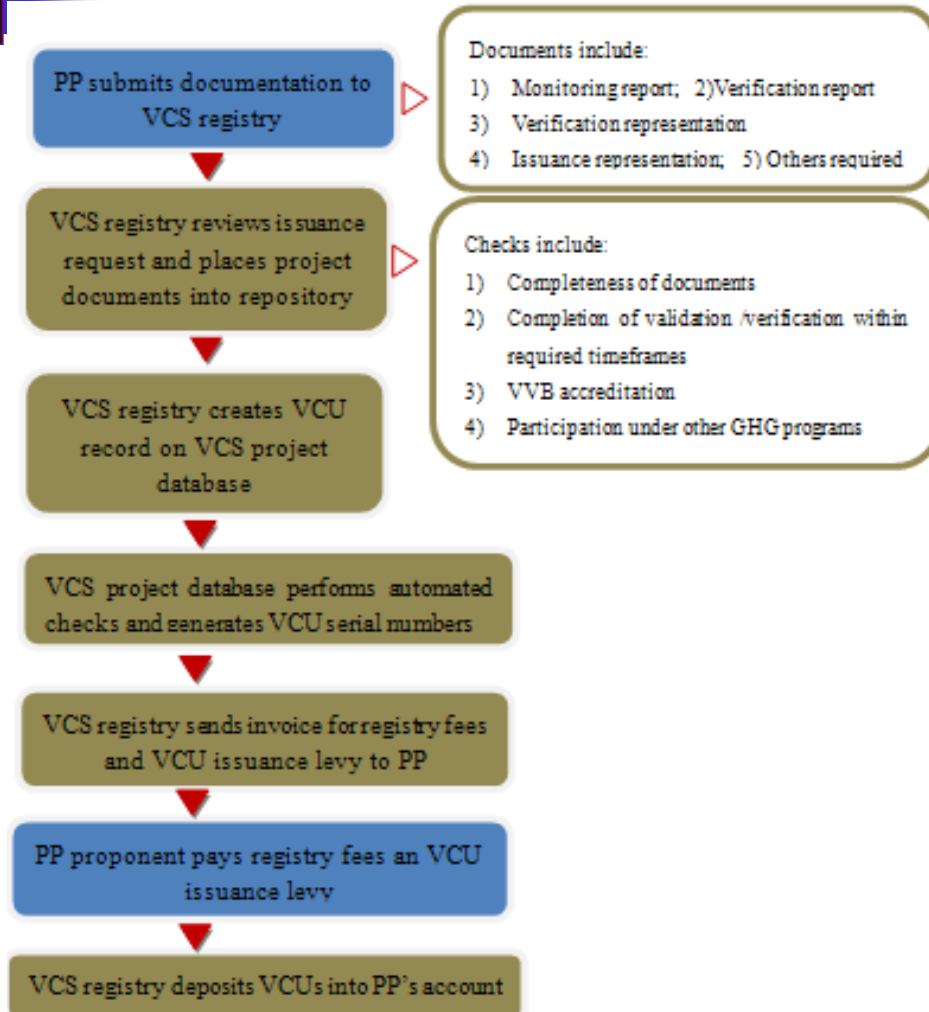 PP submits documentation to
VCS registry
Documents include:
1) Monitoring report; 2)Verification report
3) Verification representation
4) Issuance representation; 5) Others required
VCS registry reviews issuance
request and places project
documents into repository
Checks include:
1) Completeness of documents
2) Completion of validation /verification within
required timeframes
3) VVB accreditation
4) Participation under other GHG programs
VCS registry creates VCU
record on VCS project
database
VCS project database performs automated
checks and generates VCU serial numbers
VCS registry sends invoice for registry fees
and VCU issuance levy to PP
PP proponent pays registry fees an VCU
issuance levy
VCS registry deposits VCUs into PP’s account